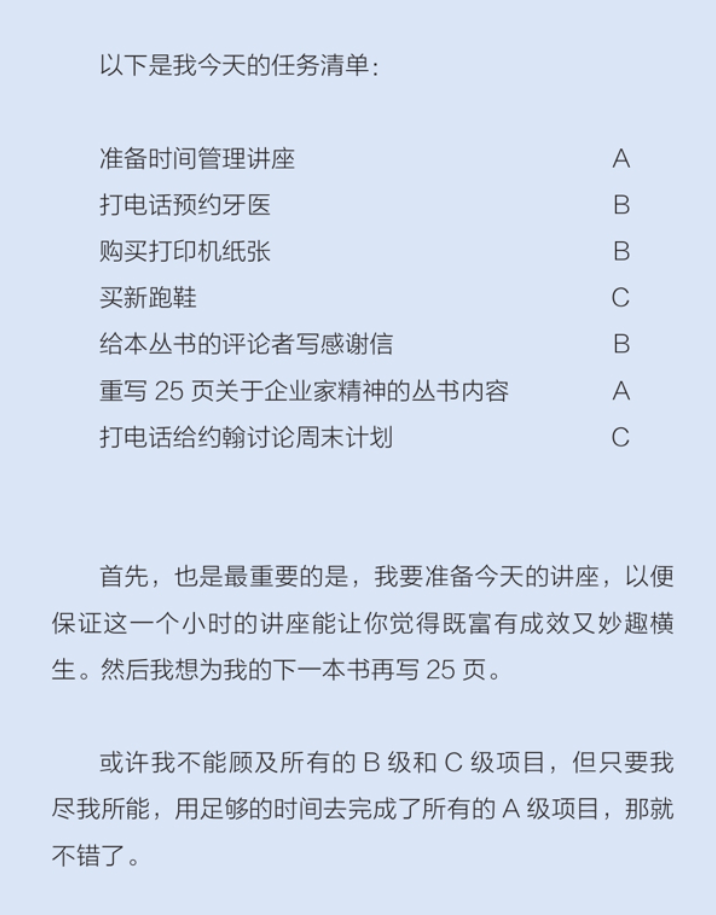 以下是我今天的任务清单：
准备时间管理讲座 A
打电话预约牙医 B
购买打印机纸张 B
买新跑鞋 C
给本丛书的评论者写感谢信 B
重写 25 页关于企业家精神的丛书内容 A
打电话给约翰讨论周末计划 C
首先，也是最重要的是，我要准备今天的讲座，以便
保证这一个小时的讲座能让你觉得既富有成效又妙趣横
生。然后我想为我的下一本书再写 25 页。
或许我不能顾及所有的 B 级和 C 级项目，但只要我
尽我所能，用足够的时间去完成了所有的 A 级项目，那就
不错了。